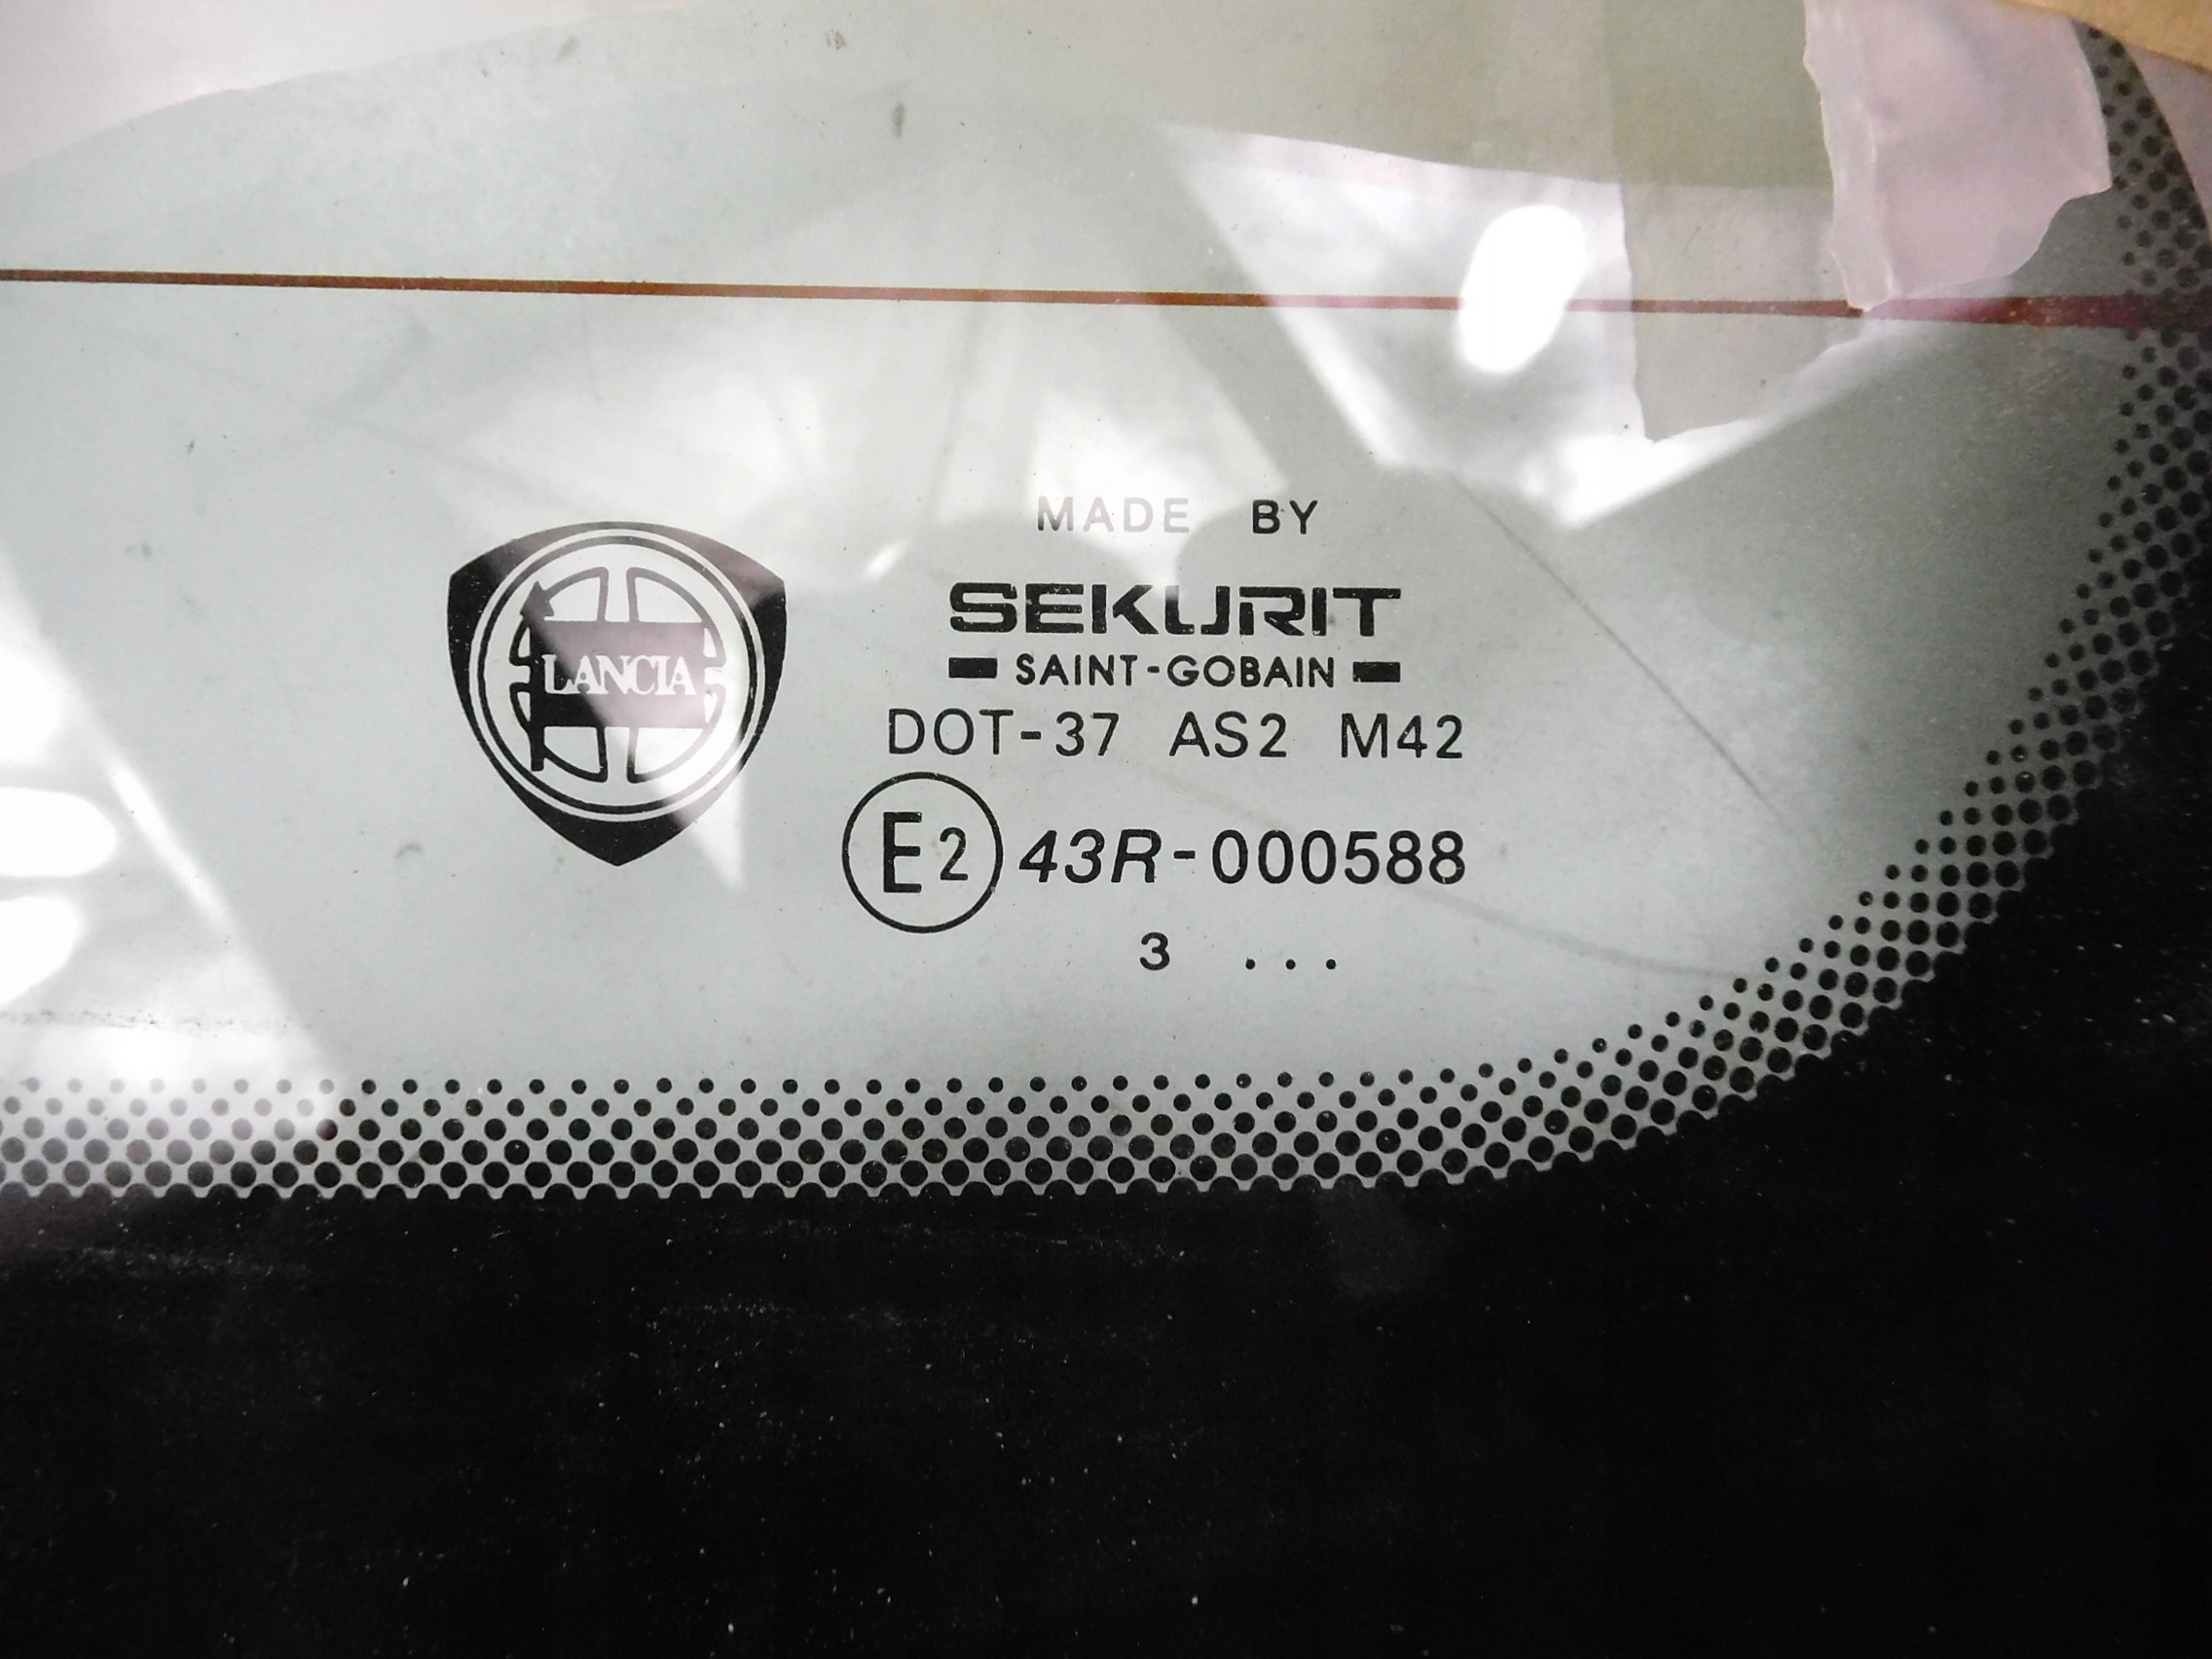 LANCIA
MADE BY
SEKURIT
SAINT-GOBAIN
DOT-37 AS2 M42
E2 43R-000588
3 ...